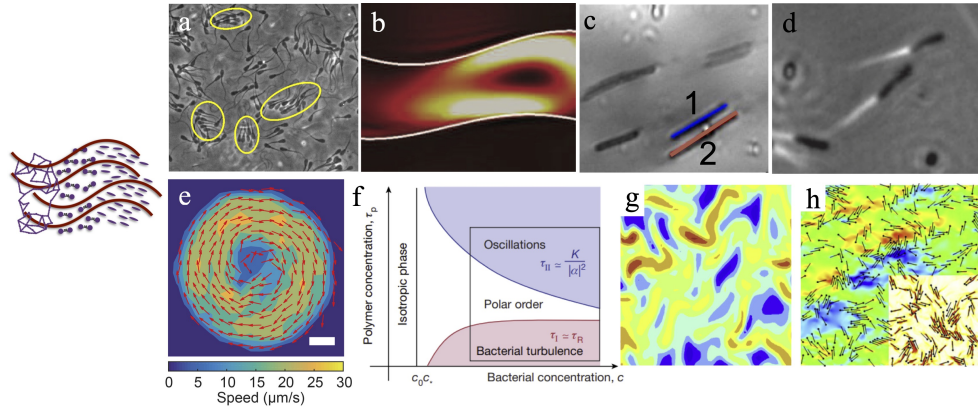 a
b
c
1
2
d
e
0 5 10 15 20 25 30
Speed (μm/s)
f
Polymer concentration, τp
Isotropic phase
Oscillations
τII ≃ K/|α|²
Polar order
τI ≃ τR
Bacterial turbulence
c0c*
Bacterial concentration, c
g
h